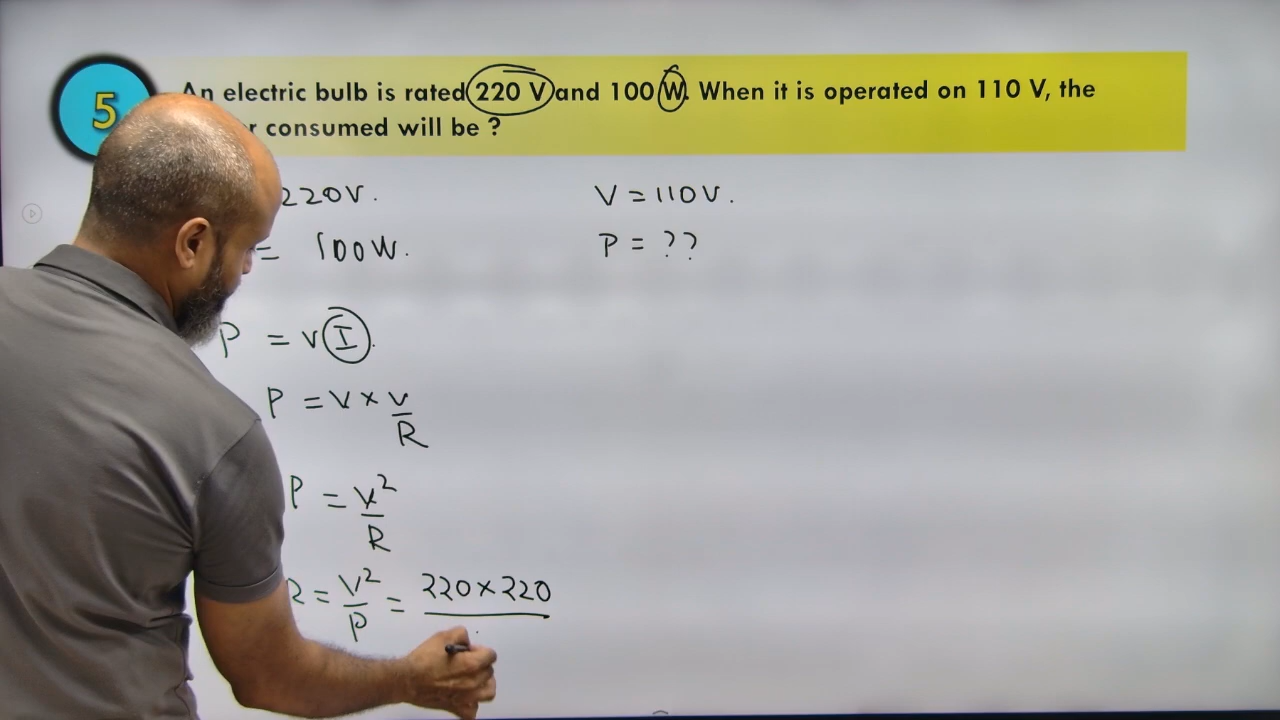 5
An electric bulb is rated 220 V and 100 W. When it is operated on 110 V, the
consumed will be ?
220V.
= 100W.
V = 110V.
P = ??
P = VI.
P = V × V/R
P = V²/R
R = V²/P = 220×220